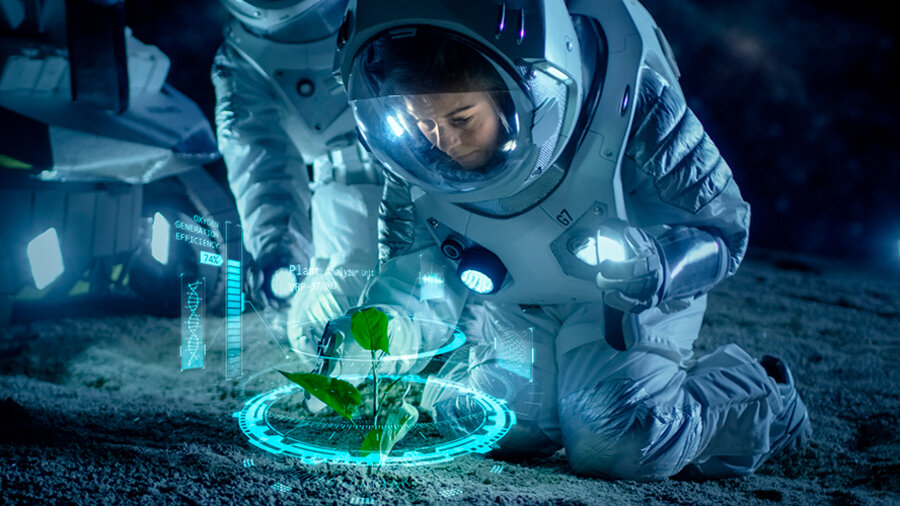 OXYGEN
GENERATION
EFFICIENCY
74%
Plant Analyzer Unit
G7